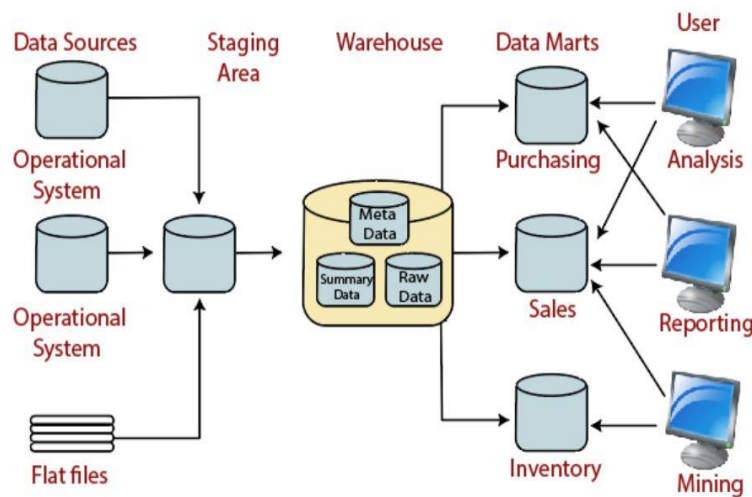 Data Sources
Staging
Area
Warehouse
Data Marts
User
Operational
System
Purchasing
Analysis
Meta
Data
Summary
Data
Raw
Data
Operational
System
Sales
Reporting
Flat files
Inventory
Mining